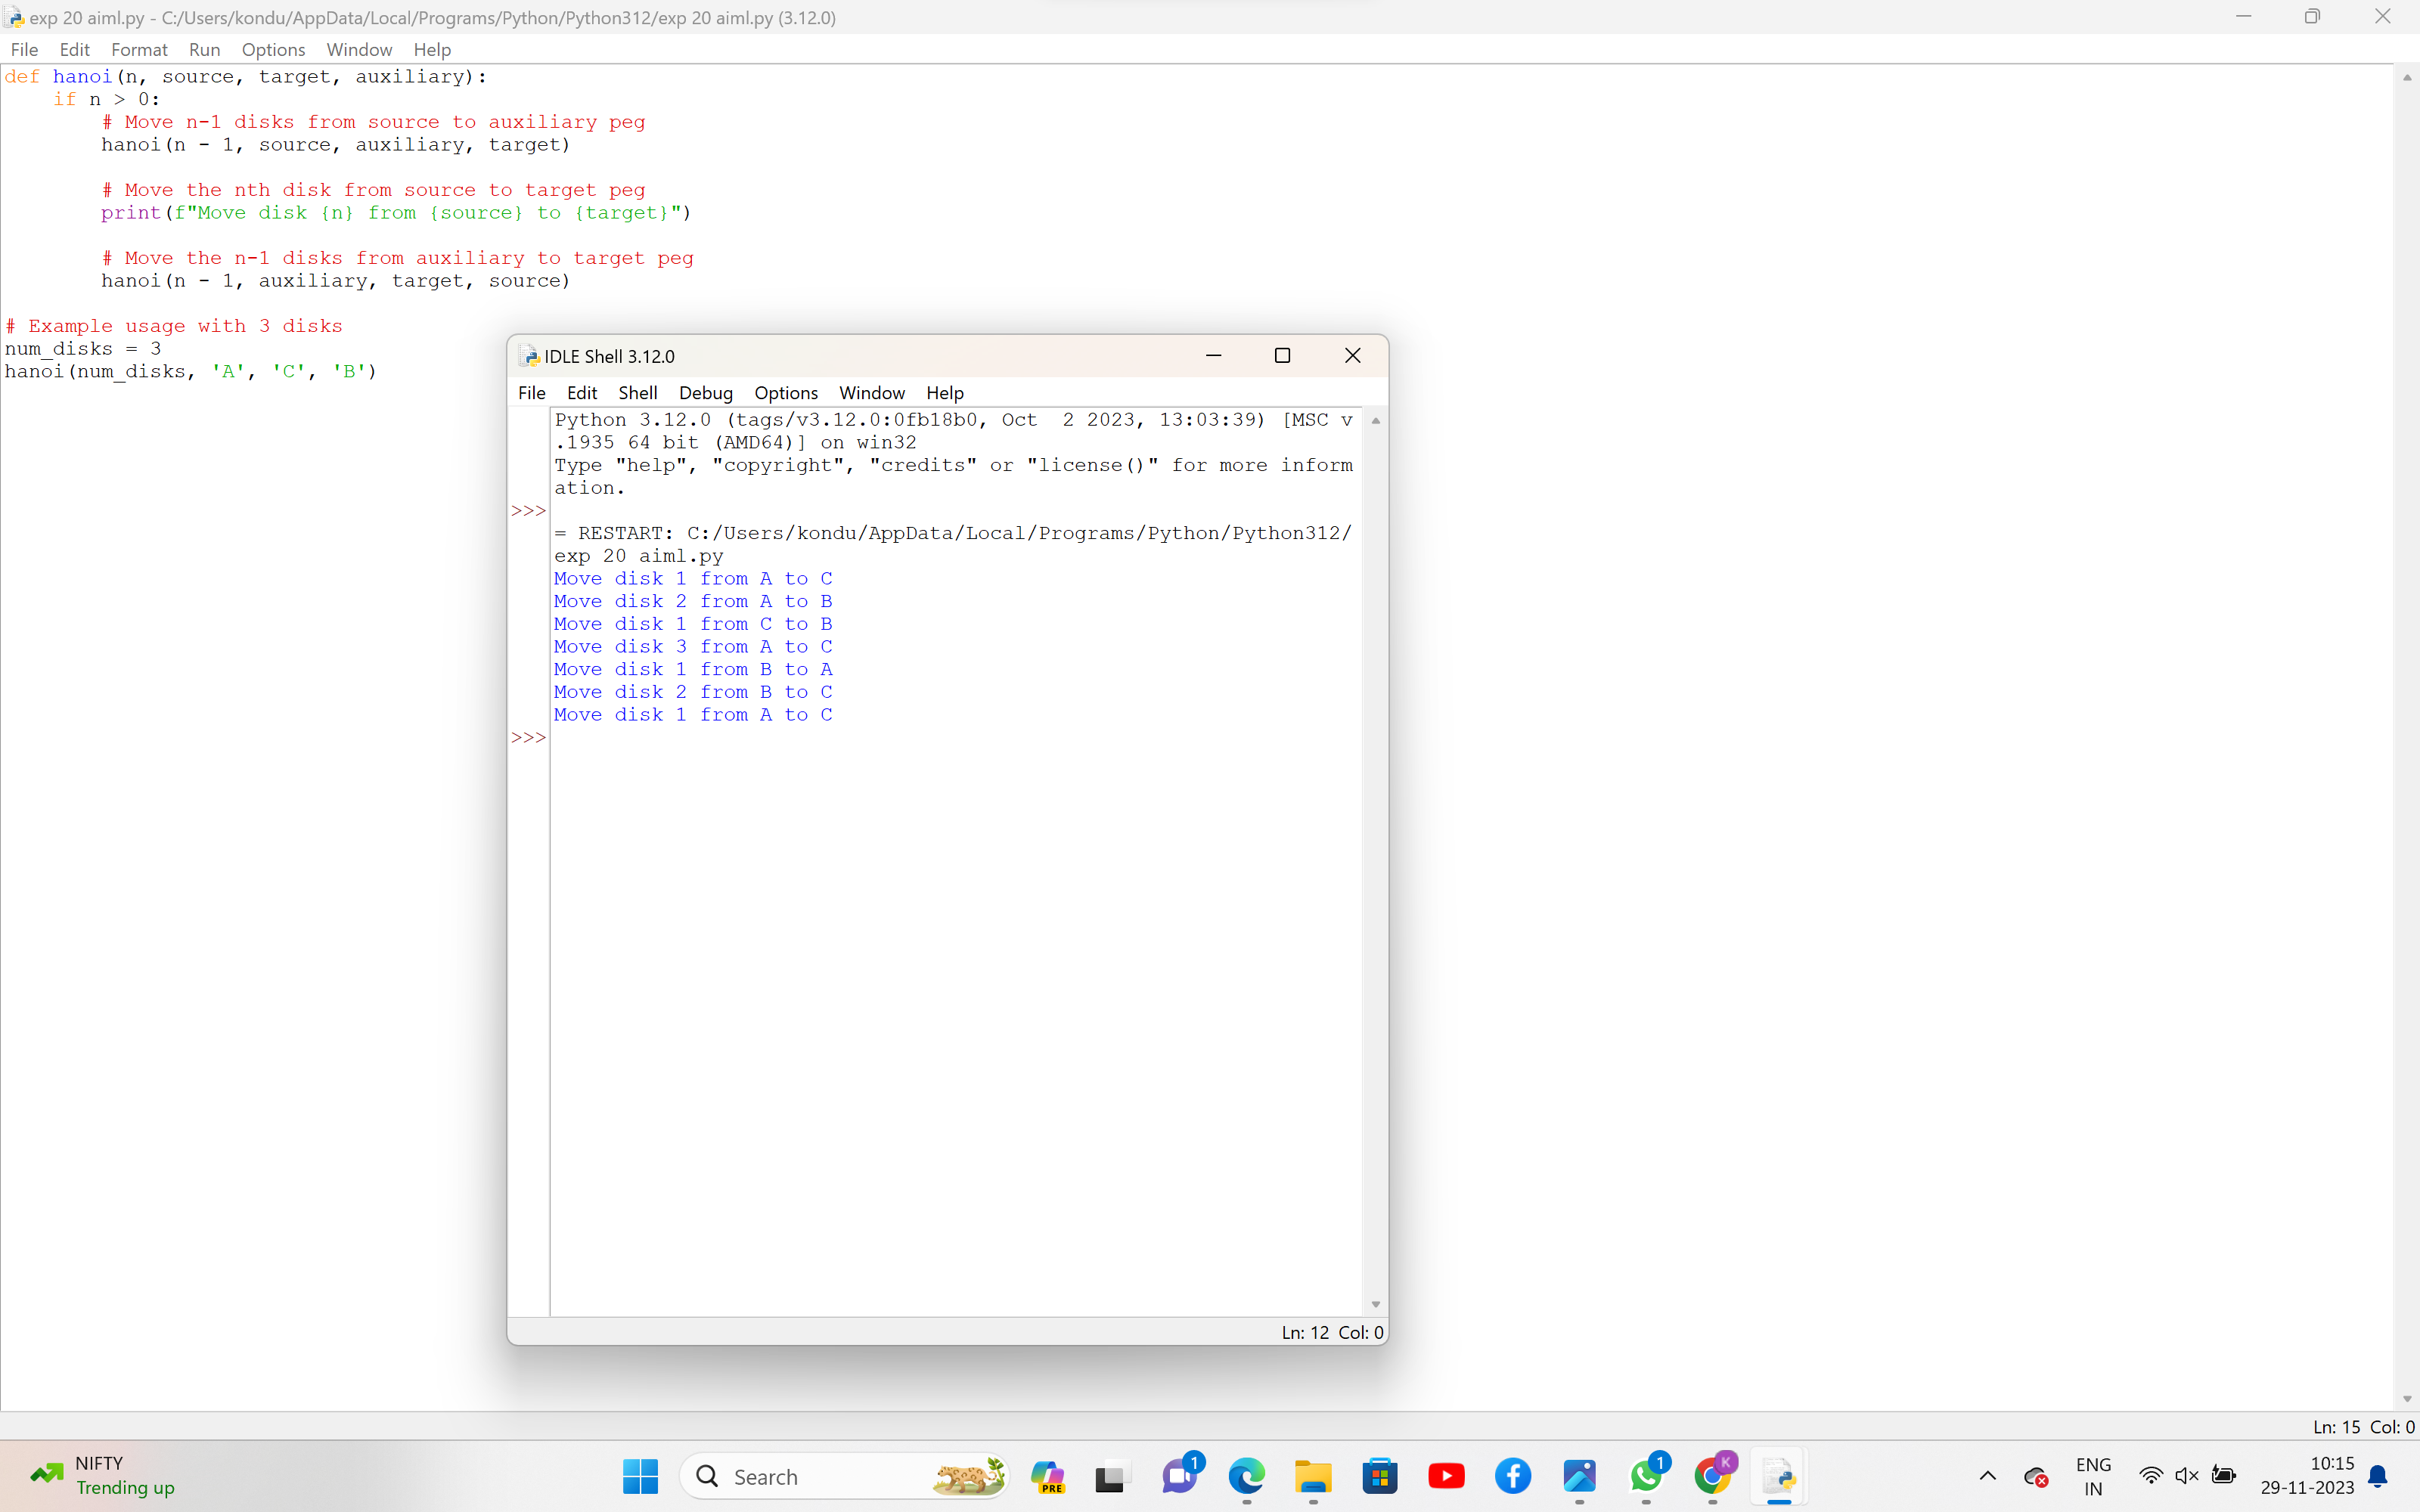 exp 20 aiml.py - C:/Users/kondu/AppData/Local/Programs/Python/Python312/exp 20 aiml.py (3.12.0)
File Edit Format Run Options Window Help
def hanoi(n, source, target, auxiliary):
    if n > 0:
        # Move n-1 disks from source to auxiliary peg
        hanoi(n - 1, source, auxiliary, target)
        # Move the nth disk from source to target peg
        print(f"Move disk {n} from {source} to {target}")
        # Move the n-1 disks from auxiliary to target peg
        hanoi(n - 1, auxiliary, target, source)
# Example usage with 3 disks
num_disks = 3
hanoi(num_disks, 'A', 'C', 'B')
IDLE Shell 3.12.0
File Edit Shell Debug Options Window Help
Python 3.12.0 (tags/v3.12.0:0fb18b0, Oct  2 2023, 13:03:39) [MSC v
.1935 64 bit (AMD64)] on win32
Type "help", "copyright", "credits" or "license()" for more inform
ation.
>>>
= RESTART: C:/Users/kondu/AppData/Local/Programs/Python/Python312/
exp 20 aiml.py
Move disk 1 from A to C
Move disk 2 from A to B
Move disk 1 from C to B
Move disk 3 from A to C
Move disk 1 from B to A
Move disk 2 from B to C
Move disk 1 from A to C
>>>
Ln: 12 Col: 0
Ln: 15 Col: 0
NIFTY
Trending up
Search
PRE
1
1
K
ENG
IN
10:15
29-11-2023